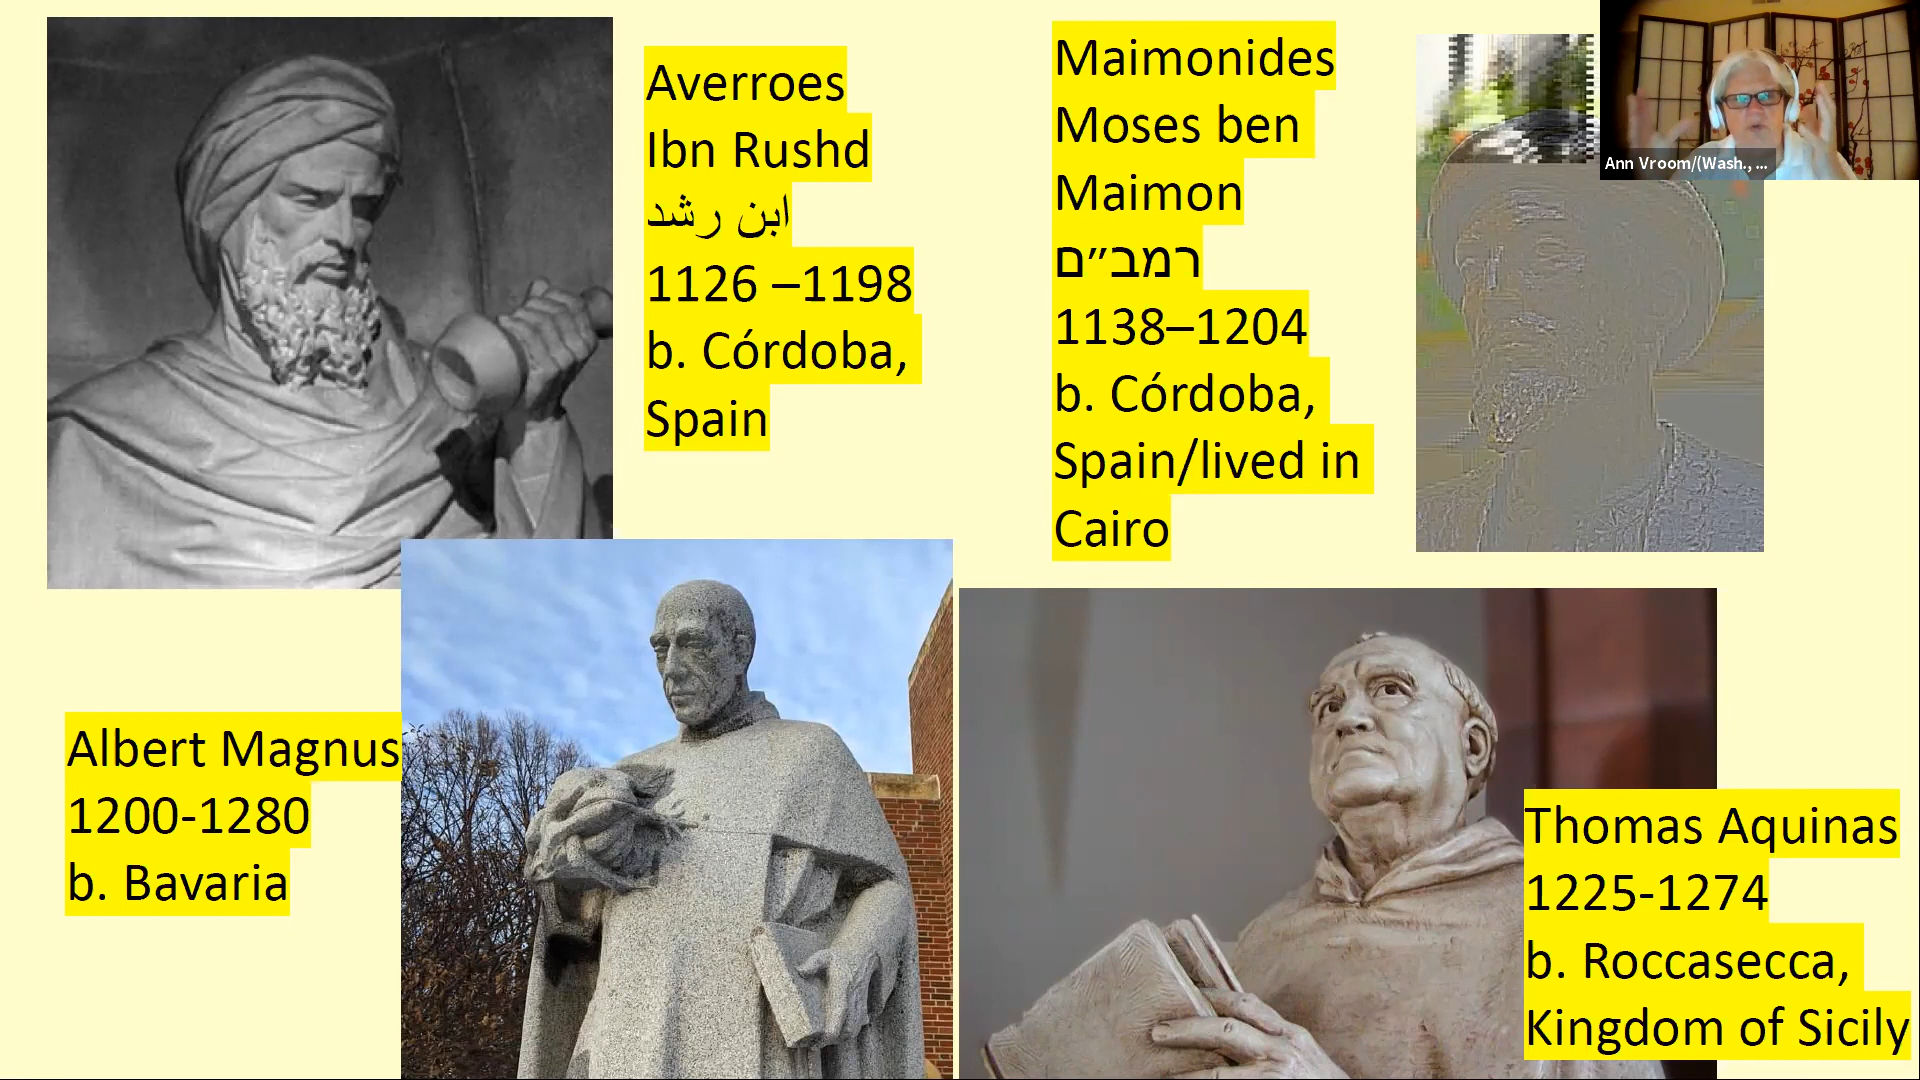 Averroes
Ibn Rushd
ابن رشد
1126 –1198
b. Córdoba,
Spain
Maimonides
Moses ben
Maimon
רמב״ם
1138–1204
b. Córdoba,
Spain/lived in
Cairo
Ann Vroom/(Wash., ...
Albert Magnus
1200-1280
b. Bavaria
Thomas Aquinas
1225-1274
b. Roccasecca,
Kingdom of Sicily